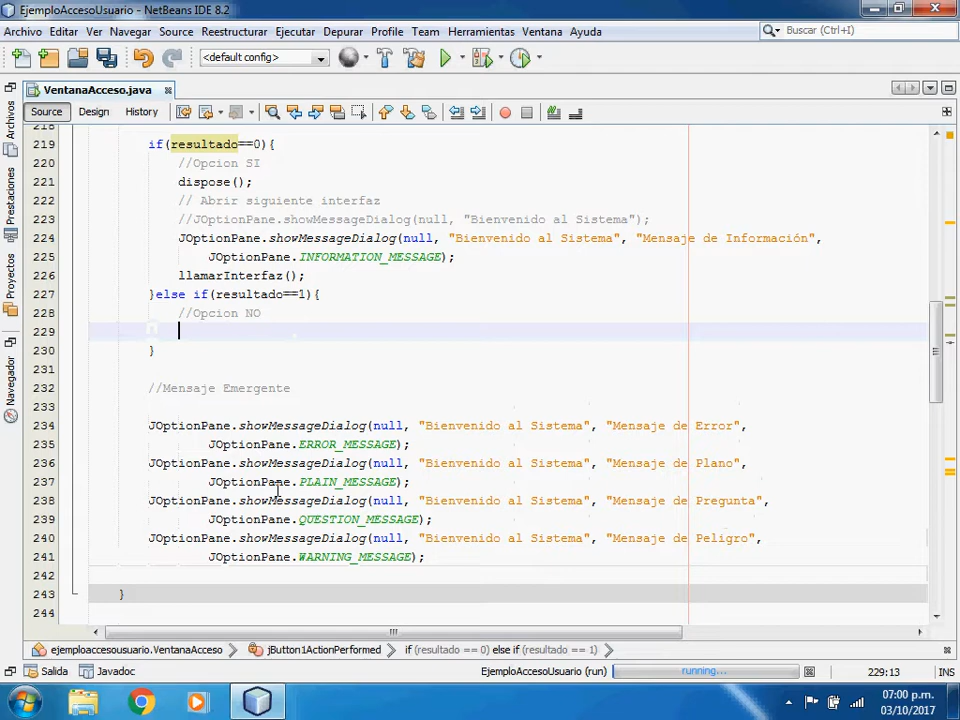 EjemploAccesoUsuario - NetBeans IDE 8.2
Archivo Editar Ver Navegar Source Reestructurar Ejecutar Depurar Profile Team Herramientas Ventana Ayuda
Buscar (Ctrl+I)
<default config>
VentanaAcceso.java
Source Design History
Archivos
Prestaciones
Proyectos
Navegador
218
219 if(resultado==0){
220 //Opcion SI
221 dispose();
222 // Abrir siguiente interfaz
223 //JOptionPane.showMessageDialog(null, "Bienvenido al Sistema");
224 JOptionPane.showMessageDialog(null, "Bienvenido al Sistema", "Mensaje de Información",
225 JOptionPane.INFORMATION_MESSAGE);
226 llamarInterfaz();
227 }else if(resultado==1){
228 //Opcion NO
229
230 }
231
232 //Mensaje Emergente
233
234 JOptionPane.showMessageDialog(null, "Bienvenido al Sistema", "Mensaje de Error",
235 JOptionPane.ERROR_MESSAGE);
236 JOptionPane.showMessageDialog(null, "Bienvenido al Sistema", "Mensaje de Plano",
237 JOptionPane.PLAIN_MESSAGE);
238 JOptionPane.showMessageDialog(null, "Bienvenido al Sistema", "Mensaje de Pregunta",
239 JOptionPane.QUESTION_MESSAGE);
240 JOptionPane.showMessageDialog(null, "Bienvenido al Sistema", "Mensaje de Peligro",
241 JOptionPane.WARNING_MESSAGE);
242
243 }
244
ejemploaccesousuario.VentanaAcceso jButton1ActionPerformed if (resultado == 0) else if (resultado == 1)
Salida Javadoc EjemploAccesoUsuario (run) running... 229:13 INS
07:00 p.m.
03/10/2017